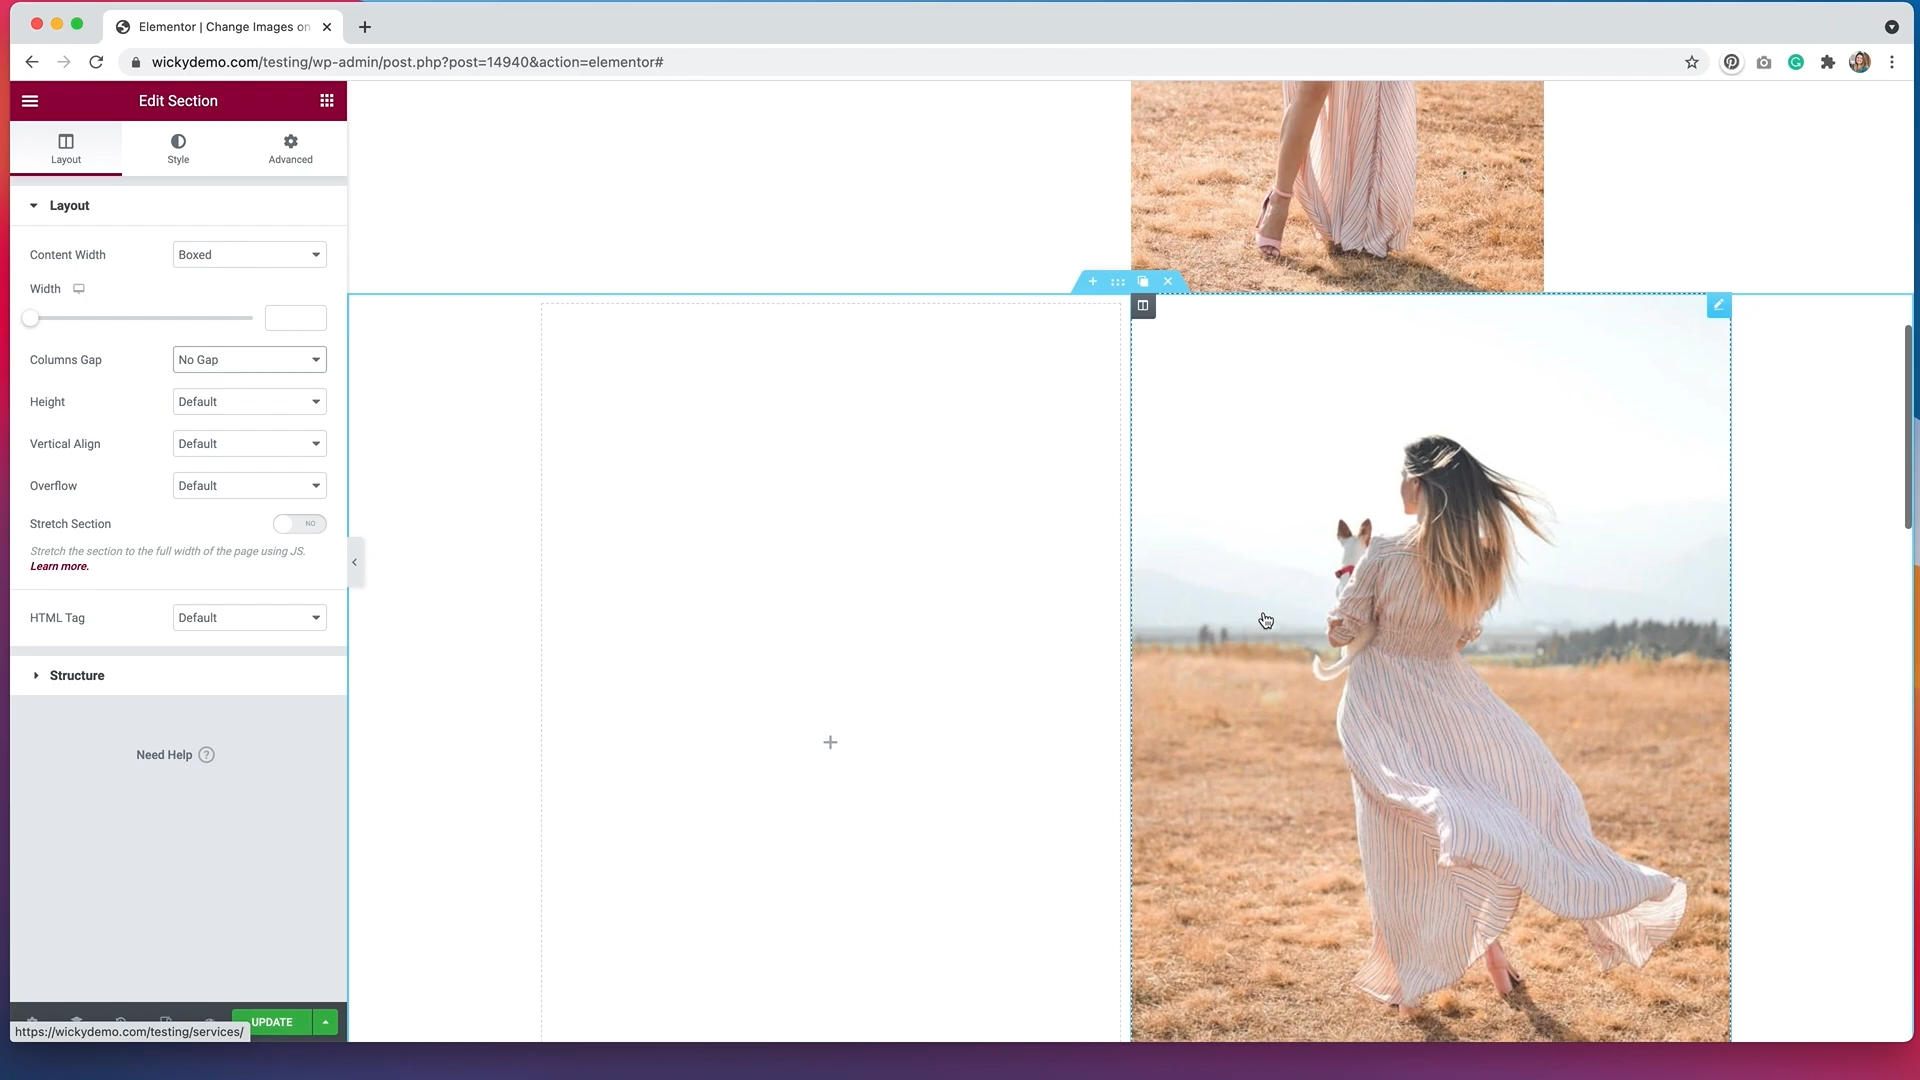 Elementor | Change Images on
wickydemo.com/testing/wp-admin/post.php?post=14940&action=elementor#
Edit Section
Layout
Style
Advanced
Layout
Content Width
Boxed
Width
Columns Gap
No Gap
Height
Default
Vertical Align
Default
Overflow
Default
Stretch Section
NO
Stretch the section to the full width of the page using JS.
Learn more.
HTML Tag
Default
Structure
Need Help ?
UPDATE
https://wickydemo.com/testing/services/